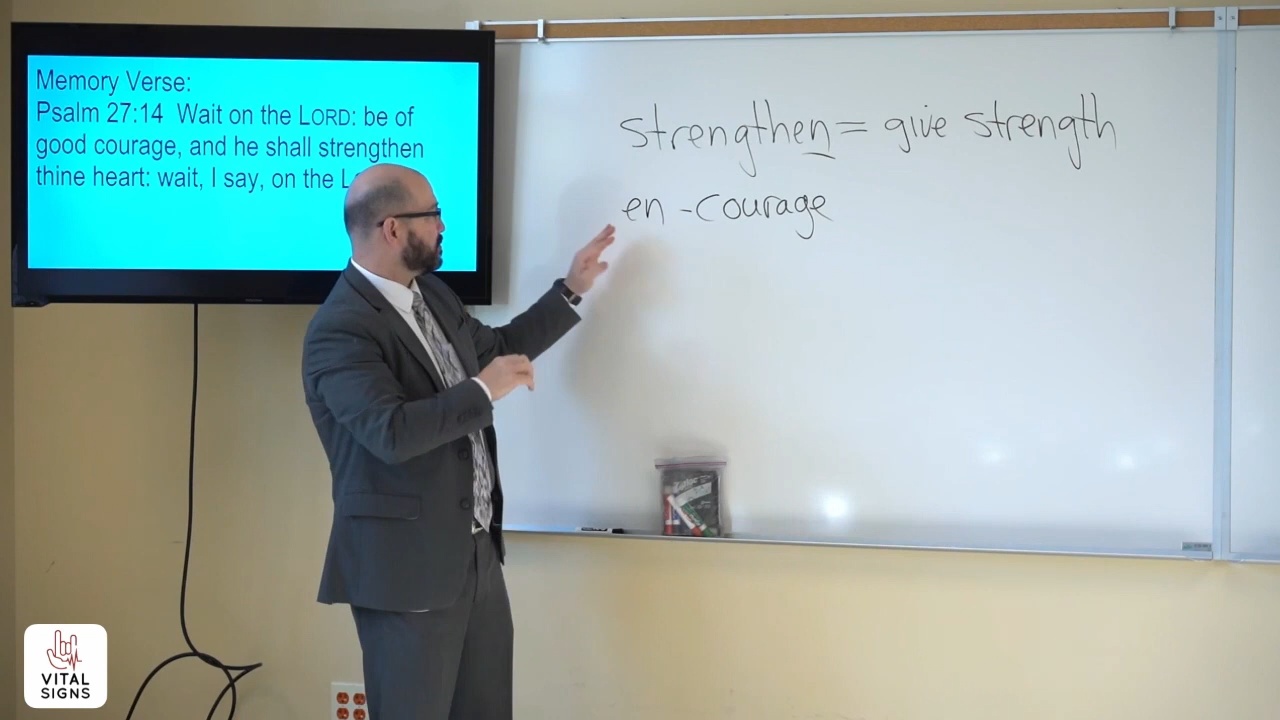 Memory Verse:
Psalm 27:14 Wait on the LORD: be of
good courage, and he shall strengthen
thine heart: wait, I say, on the
strengthen = give strength
en -courage
VITAL
SIGNS